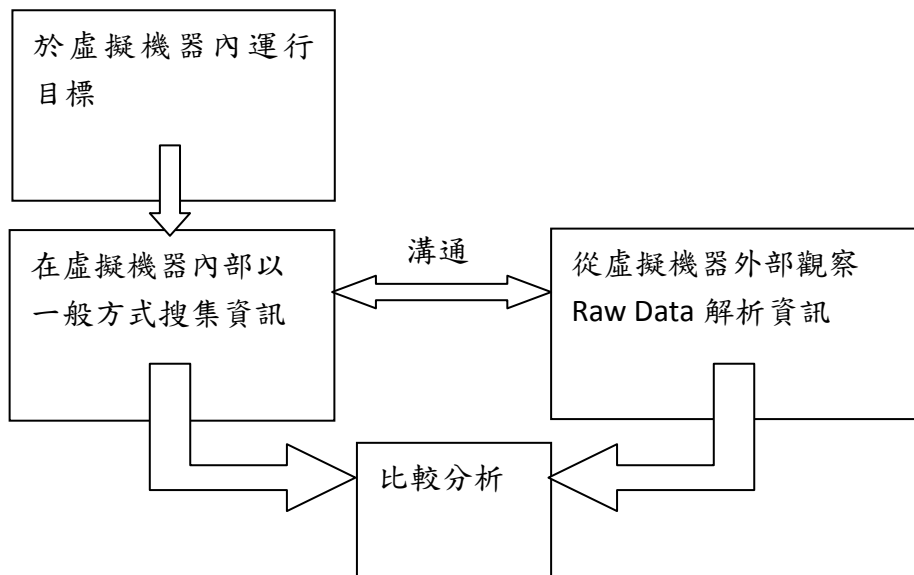 於虛擬機器內運行
目標
在虛擬機器內部以
一般方式搜集資訊
溝通
從虛擬機器外部觀察
Raw Data 解析資訊
比較分析